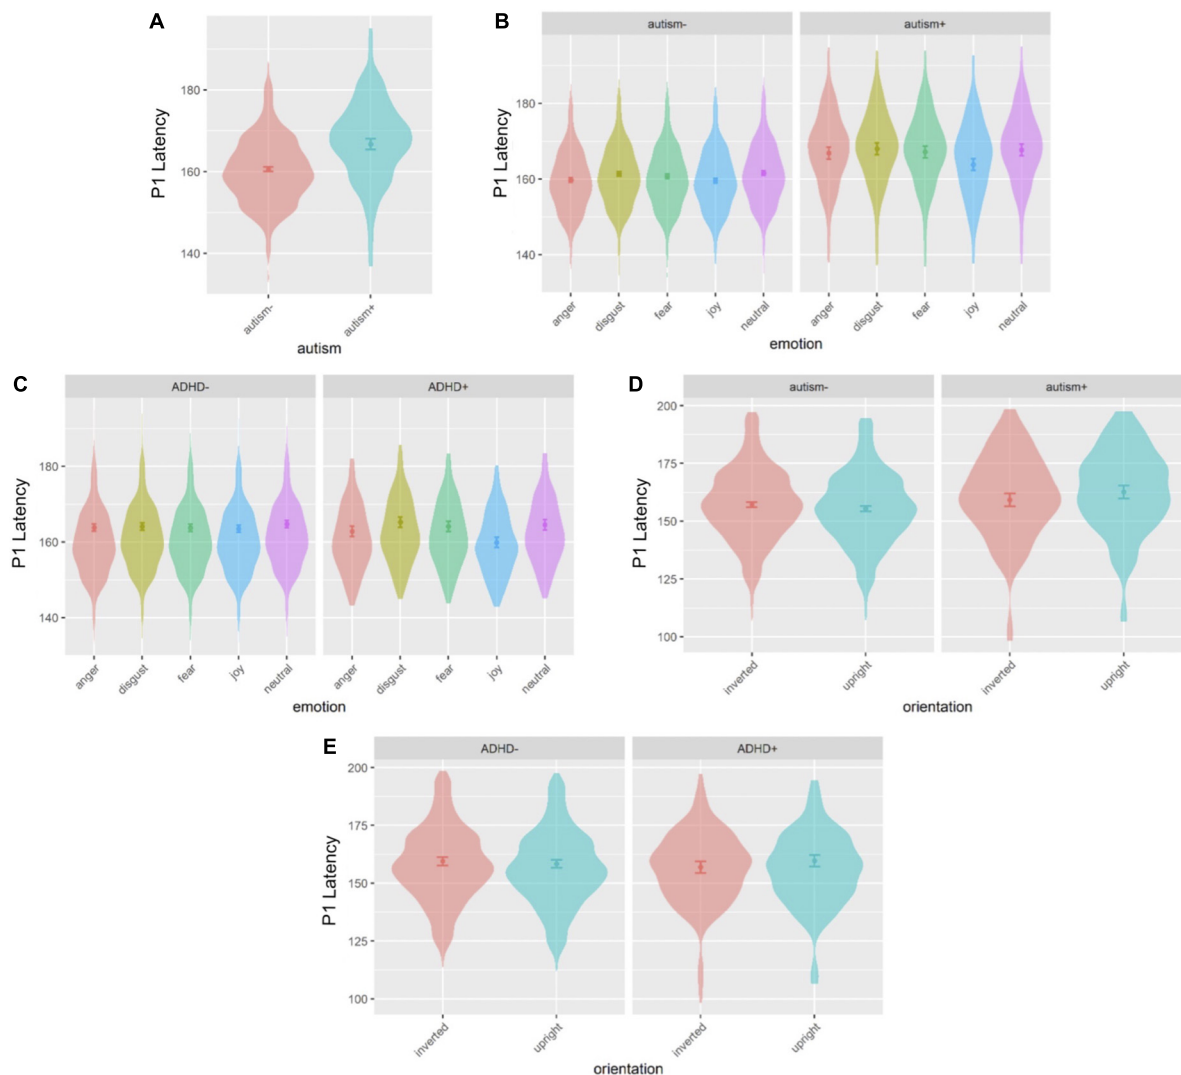 A
P1 Latency
180
160
140
autism-
autism+
autism
B
autism-
autism+
P1 Latency
180
160
140
anger
disgust
fear
joy
neutral
anger
disgust
fear
joy
neutral
emotion
C
ADHD-
ADHD+
P1 Latency
180
160
140
anger
disgust
fear
joy
neutral
anger
disgust
fear
joy
neutral
emotion
D
autism-
autism+
P1 Latency
200
175
150
125
100
inverted
upright
inverted
upright
orientation
E
ADHD-
ADHD+
P1 Latency
200
175
150
125
100
inverted
upright
inverted
upright
orientation